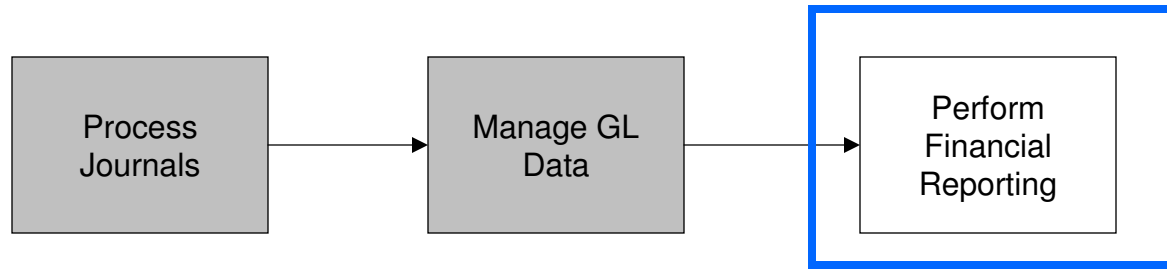 Process
Journals
Manage GL
Data
Perform
Financial
Reporting